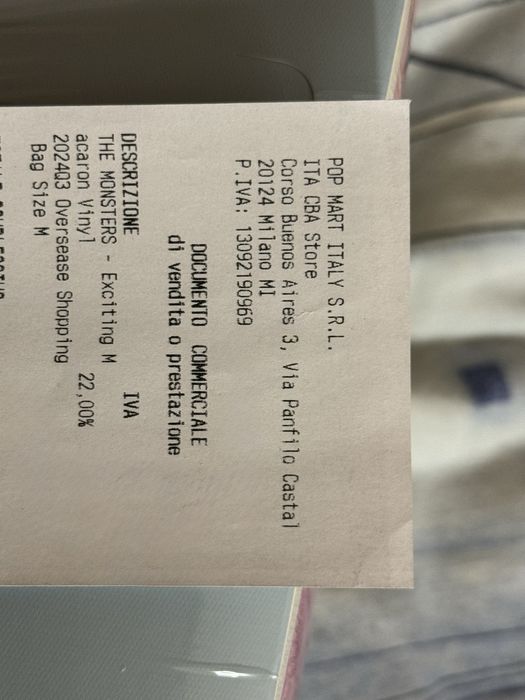 POP MART ITALY S.R.L.
ITA CBA Store
Corso Buenos Aires 3, Via Panfilo Castal
20124 Milano MI
P.IVA: 13092190969
DOCUMENTO COMMERCIALE
di vendita o prestazione
DESCRIZIONE IVA
THE MONSTERS - Exciting M
acaron Vinyl 22,00%
2024Q3 Oversease Shopping
Bag Size M